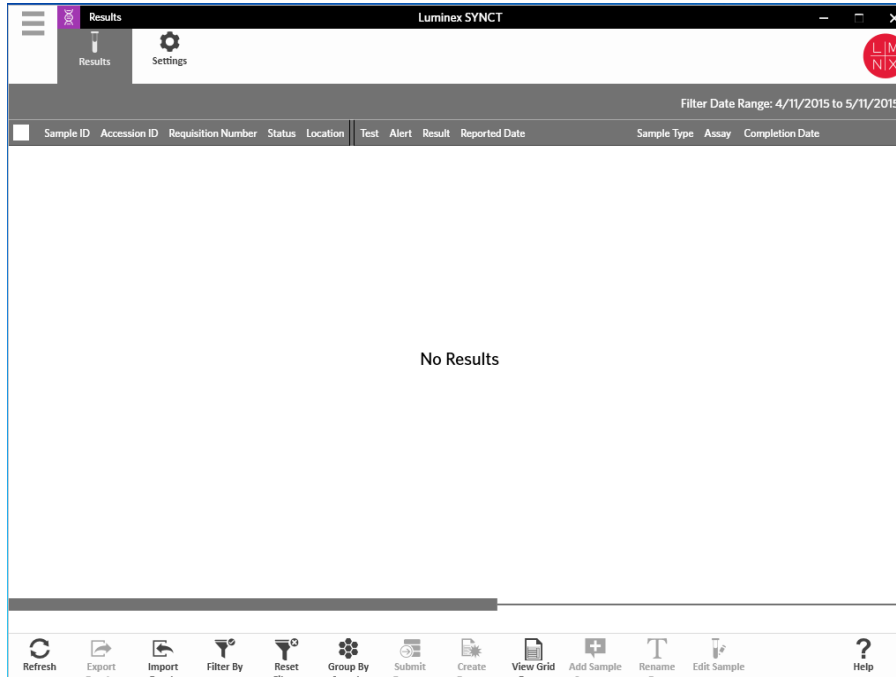 Results
Luminex SYNCT
Results
Settings
L M
N X
Filter Date Range: 4/11/2015 to 5/11/2015
Sample ID Accession ID Requisition Number Status Location Test Alert Result Reported Date Sample Type Assay Completion Date
No Results
Refresh Export Import Filter By Reset Group By Submit Create View Grid Add Sample Rename Edit Sample Help